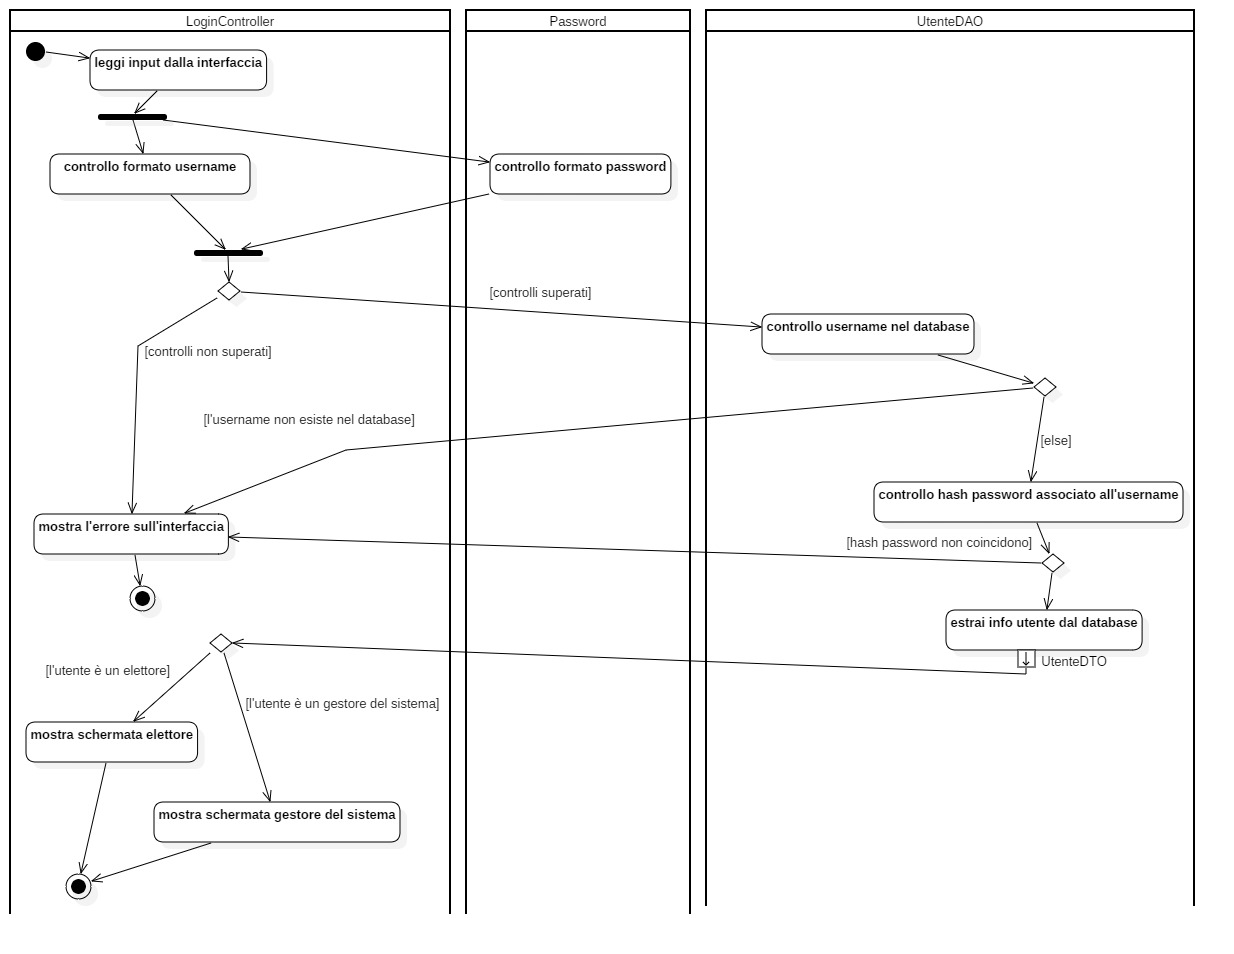 LoginController
Password
UtenteDAO
leggi input dalla interfaccia
controllo formato username
controllo formato password
[controlli superati]
controllo username nel database
[controlli non superati]
[l'username non esiste nel database]
[else]
controllo hash password associato all'username
mostra l'errore sull'interfaccia
[hash password non coincidono]
estrai info utente dal database
UtenteDTO
[l'utente è un elettore]
[l'utente è un gestore del sistema]
mostra schermata elettore
mostra schermata gestore del sistema